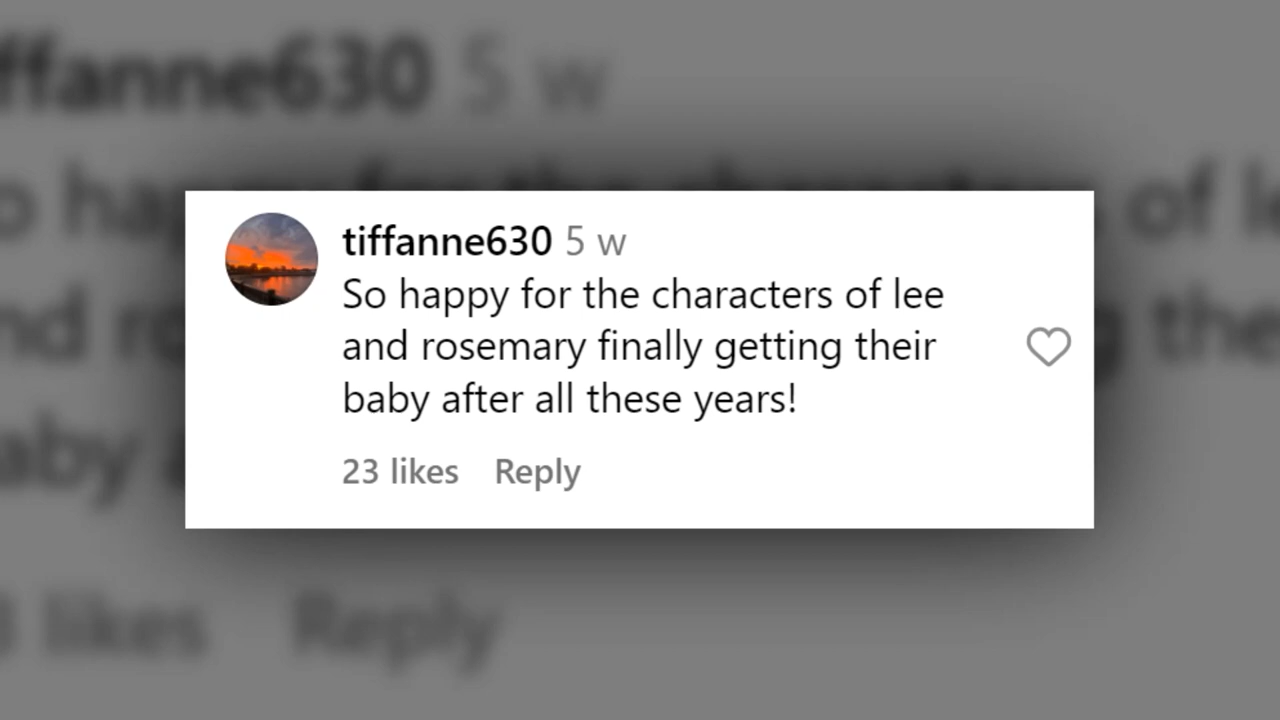 tiffanne630 5 w
So happy for the characters of lee
and rosemary finally getting their
baby after all these years!
23 likes Reply